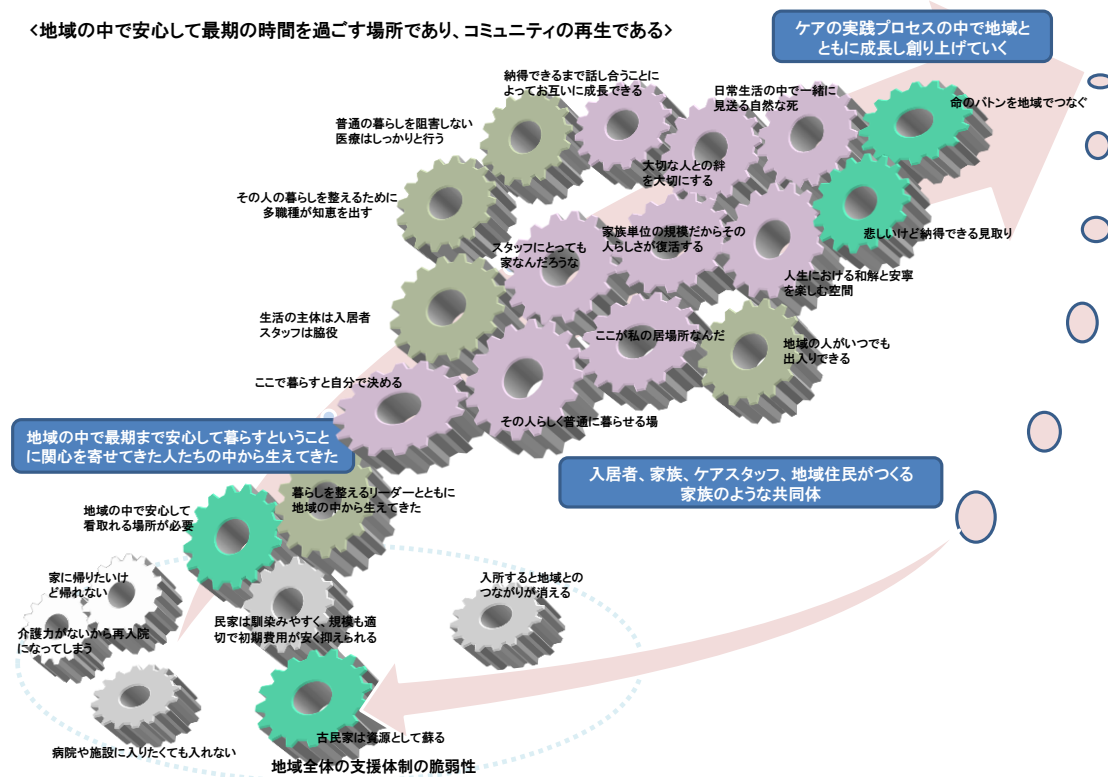 <地域の中で安心して最期の時間を過ごす場所であり、コミュニティの再生である>
ケアの実践プロセスの中で地域と
ともに成長し創り上げていく
納得できるまで話し合うことに
よってお互いに成長できる
日常生活の中で一緒に
見送る自然な死
命のバトンを地域でつなぐ
普通の暮らしを阻害しない
医療はしっかりと行う
大切な人との絆
を大切にする
その人の暮らしを整えるために
多職種が知恵を出す
スタッフにとっても
家なんだろうな
家族単位の規模だからその
人らしさが復活する
悲しいけど納得できる見取り
人生における和解と安寧
を楽しむ空間
生活の主体は入居者
スタッフは脇役
ここが私の居場所なんだ
地域の人がいつでも
出入りできる
ここで暮らすと自分で決める
その人らしく普通に暮らせる場
地域の中で最期まで安心して暮らすということ
に関心を寄せてきた人たちの中から生えてきた
入居者、家族、ケアスタッフ、地域住民がつくる
家族のような共同体
暮らしを整えるリーダーとともに
地域の中から生えてきた
地域の中で安心して
看取れる場所が必要
家に帰りたいけ
ど帰れない
入所すると地域との
つながりが消える
介護力がないから再入院
になってしまう
民家は馴染みやすく、規模も適
切で初期費用が安く抑えられる
病院や施設に入りたくても入れない
古民家は資源として蘇る
地域全体の支援体制の脆弱性